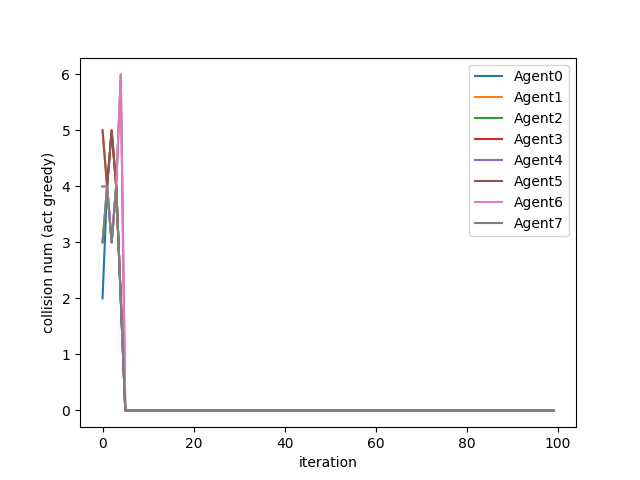 6
5
4
3
2
1
0
collision num (act greedy)
0 20 40 60 80 100
iteration
Agent0
Agent1
Agent2
Agent3
Agent4
Agent5
Agent6
Agent7